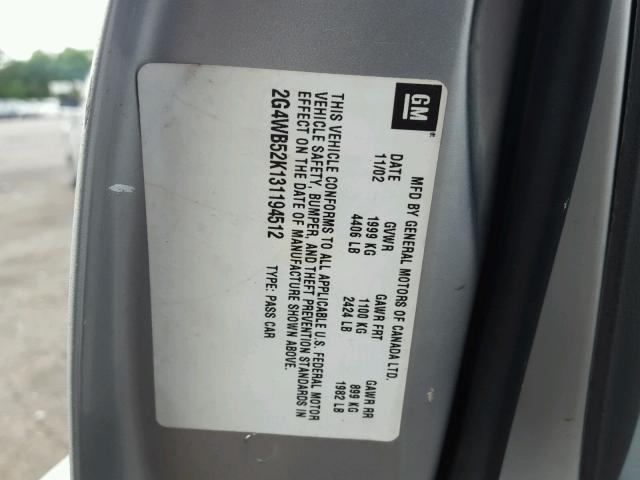 GM
MFD BY GENERAL MOTORS OF CANADA LTD.
DATE GVWR GAWR FRT GAWR RR
11/02 1999 KG 1100 KG 899 KG
4406 LB 2424 LB 1982 LB
THIS VEHICLE CONFORMS TO ALL APPLICABLE U.S. FEDERAL MOTOR
VEHICLE SAFETY, BUMPER, AND THEFT PREVENTION STANDARDS IN
EFFECT ON THE DATE OF MANUFACTURE SHOWN ABOVE.
2G4WB52K131194512 TYPE: PASS CAR